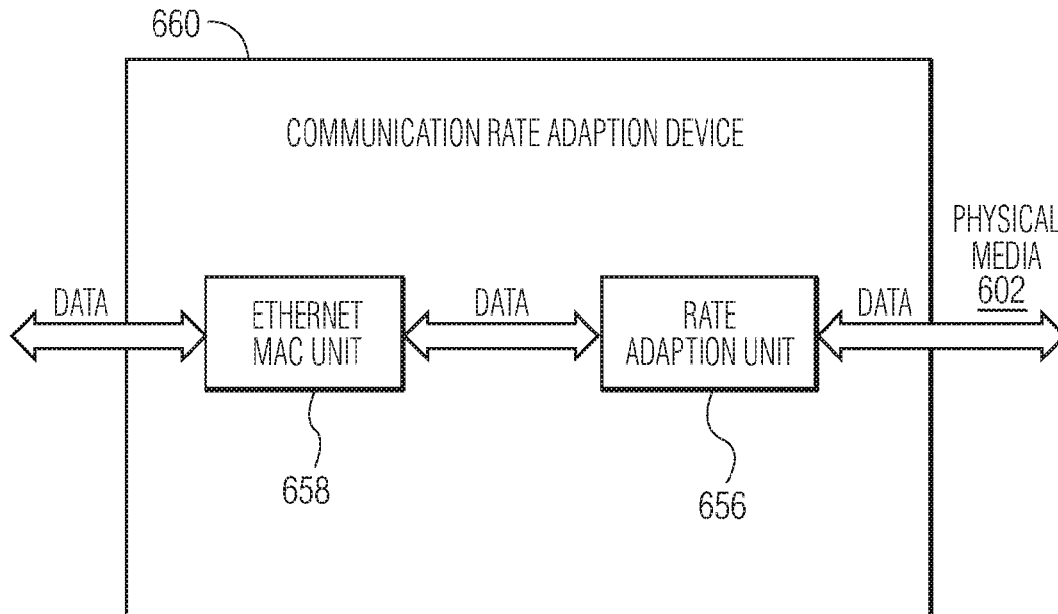 660
COMMUNICATION RATE ADAPTION DEVICE
PHYSICAL
MEDIA
602
DATA
ETHERNET
MAC UNIT
DATA
RATE
ADAPTION UNIT
DATA
658
656